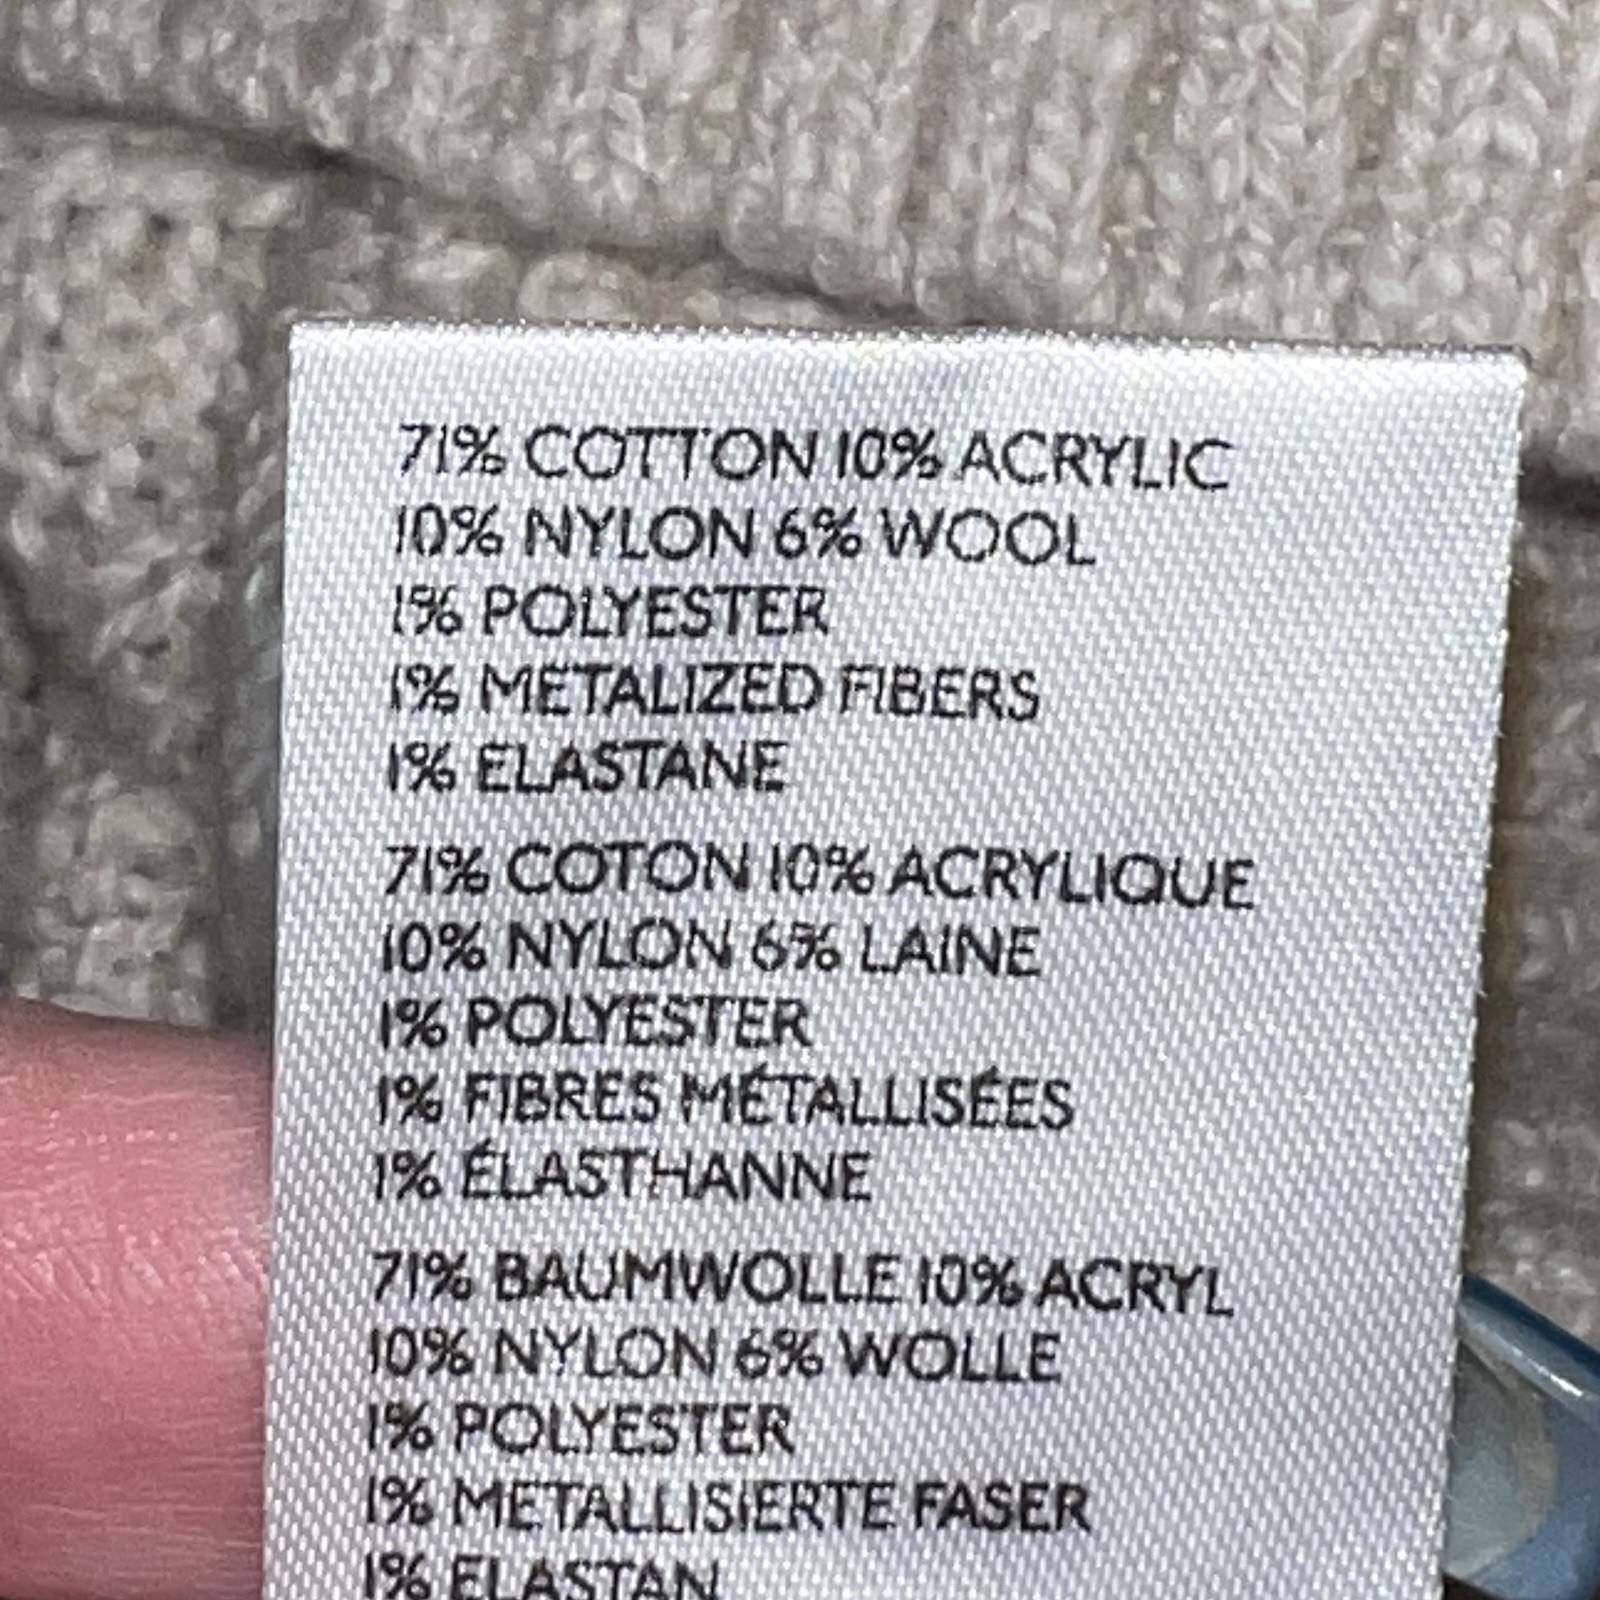 71% COTTON 10% ACRYLIC
10% NYLON 6% WOOL
1% POLYESTER
1% METALIZED FIBERS
1% ELASTANE
71% COTON 10% ACRYLIQUE
10% NYLON 6% LAINE
1% POLYESTER
1% FIBRES MÉTALLISÉES
1% ÉLASTHANNE
71% BAUMWOLLE 10% ACRYL
10% NYLON 6% WOLLE
1% POLYESTER
1% METALLISIERTE FASER
1% ELASTAN